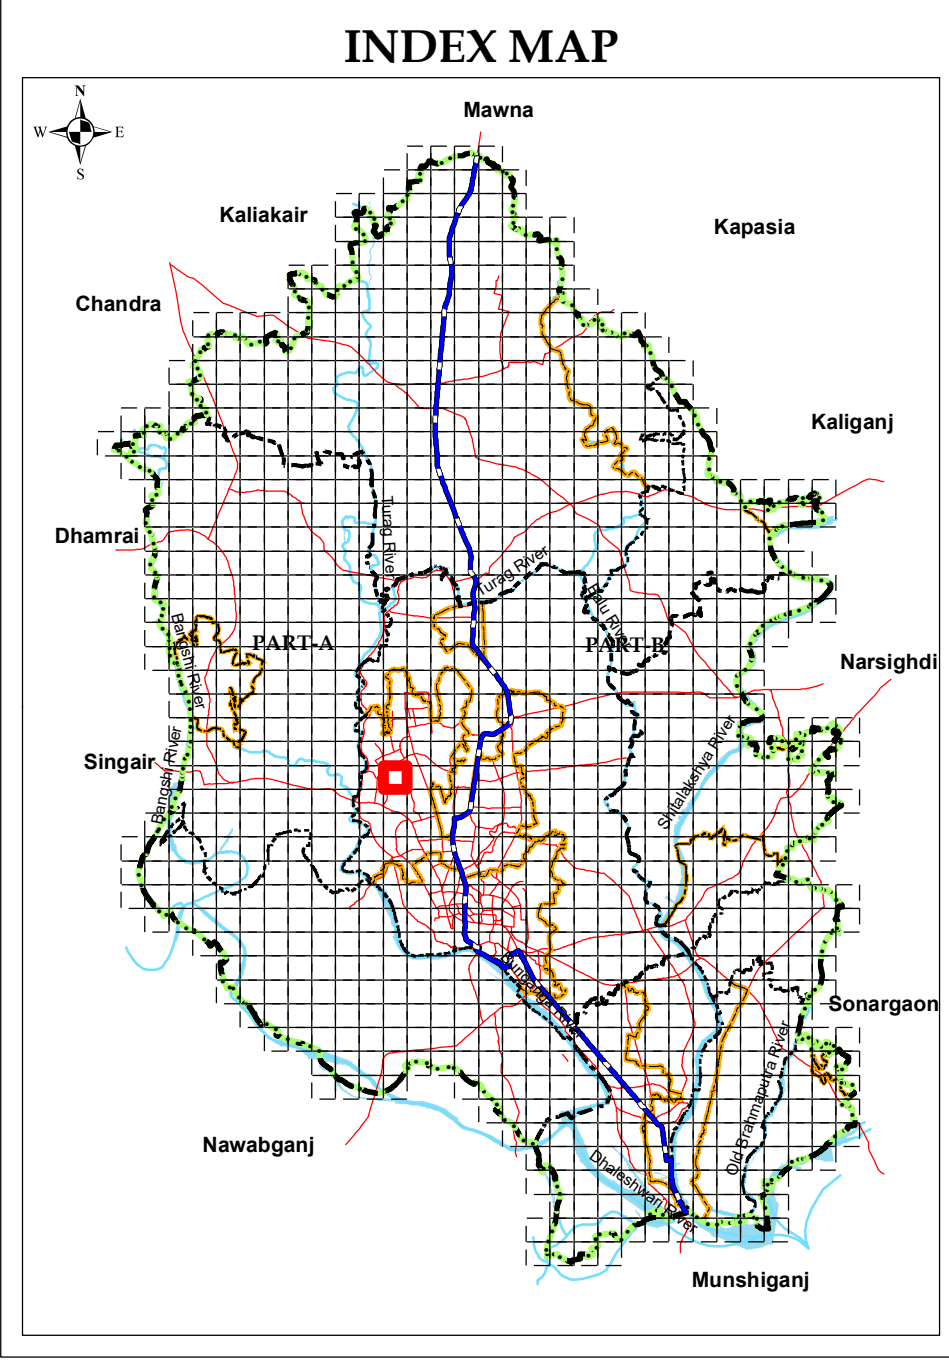 INDEX MAP
Mawna
N
W E
S
Kaliakair
Kapasia
Chandra
Kaliganj
Turag River
Dhamrai
Turag River
Balu River
Bangshi River
PART-A
PART-B
Narsighdi
Shitalakshya River
Bangshi River
Singair
Buriganga River
Sonargaon
Old Brahmaputra River
Nawabganj
Dhaleshwari River
Munshiganj